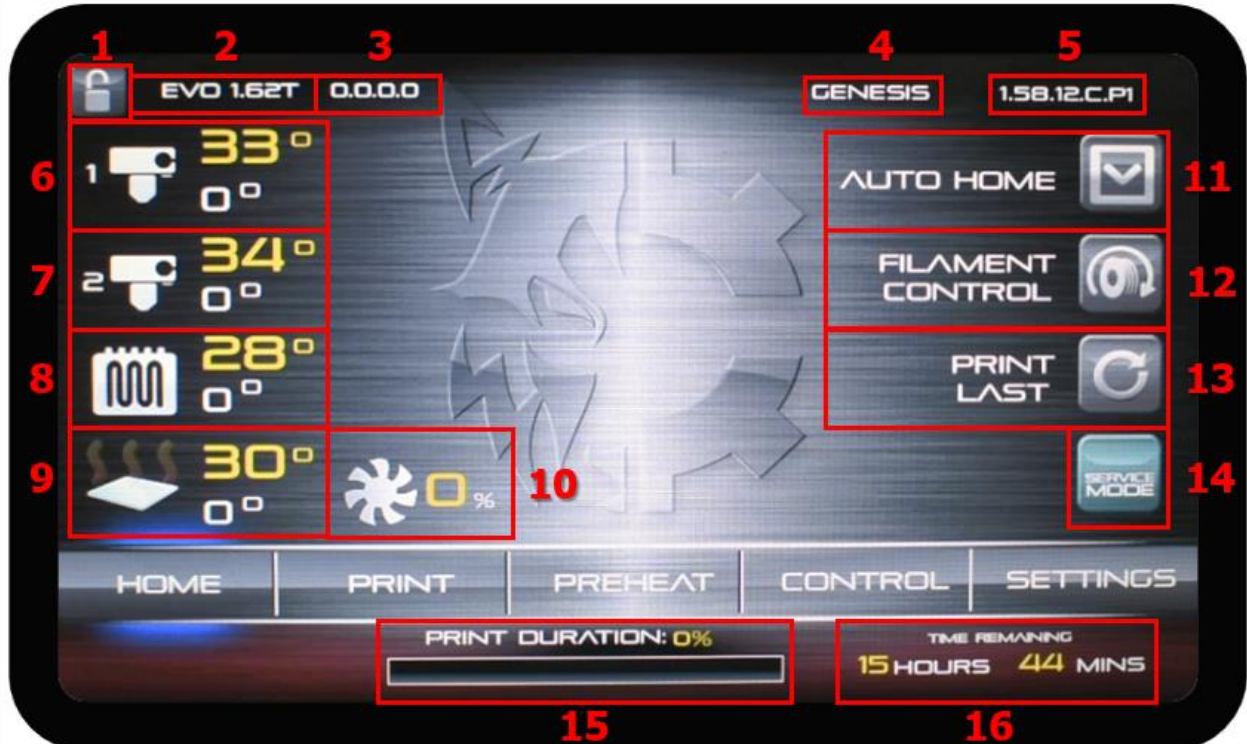 1 2 3 4 5
EVO 1.62T 0.0.0.0 GENESIS 1.58.12.C.P1
6 1 33°
0°
AUTO HOME 11
7 2 34°
0°
FILAMENT
CONTROL 12
8 28°
0°
PRINT
LAST 13
9 30°
0°
0% 10
SERVICE
MODE 14
HOME PRINT PREHEAT CONTROL SETTINGS
PRINT DURATION: 0%
TIME REMAINING
15 HOURS 44 MINS
15 16